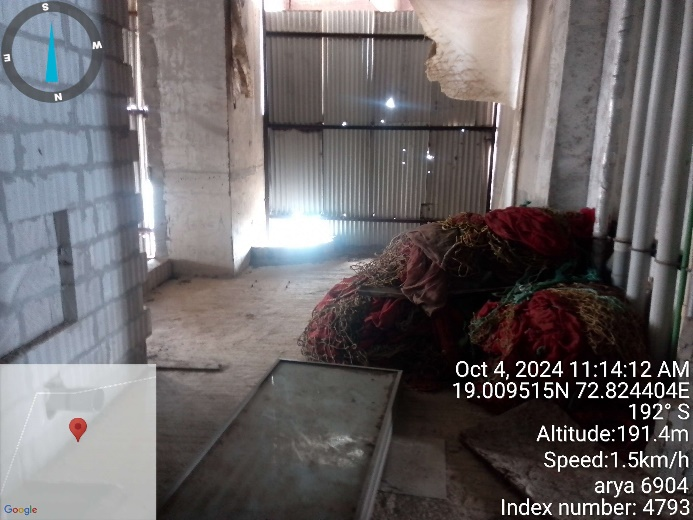 S
E
W
N
Google
Oct 4, 2024 11:14:12 AM
19.009515N 72.824404E
192° S
Altitude:191.4m
Speed:1.5km/h
arya 6904
Index number: 4793